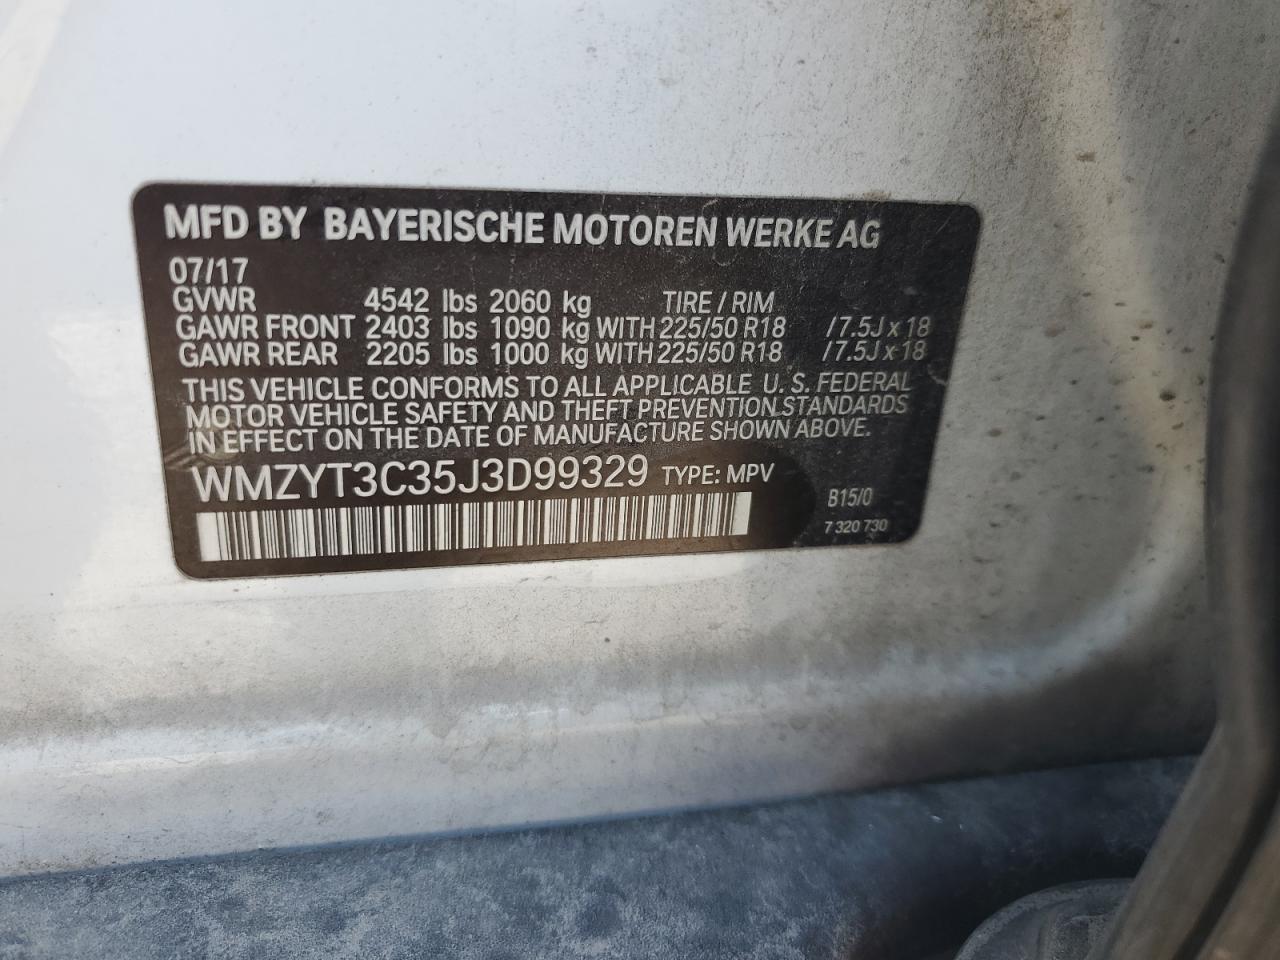 MFD BY BAYERISCHE MOTOREN WERKE AG
07/17
GVWR 4542 lbs 2060 kg TIRE / RIM
GAWR FRONT 2403 lbs 1090 kg WITH 225/50 R18 /7.5J x 18
GAWR REAR 2205 lbs 1000 kg WITH 225/50 R18 /7.5J x 18
THIS VEHICLE CONFORMS TO ALL APPLICABLE U. S. FEDERAL
MOTOR VEHICLE SAFETY AND THEFT PREVENTION STANDARDS
IN EFFECT ON THE DATE OF MANUFACTURE SHOWN ABOVE.
WMZYT3C35J3D99329 TYPE: MPV
B15/0
7 320 730